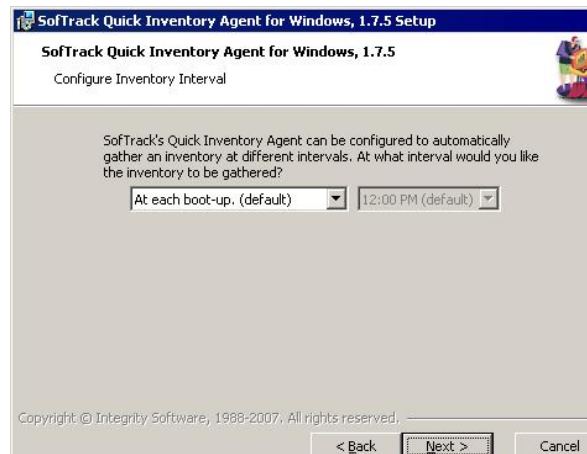 SofTrack Quick Inventory Agent for Windows, 1.7.5 Setup
SofTrack Quick Inventory Agent for Windows, 1.7.5
Configure Inventory Interval
SofTrack's Quick Inventory Agent can be configured to automatically
gather an inventory at different intervals. At what interval would you like
the inventory to be gathered?
At each boot-up. (default) 12:00 PM (default)
Copyright © Integrity Software, 1988-2007. All rights reserved.
< Back Next > Cancel